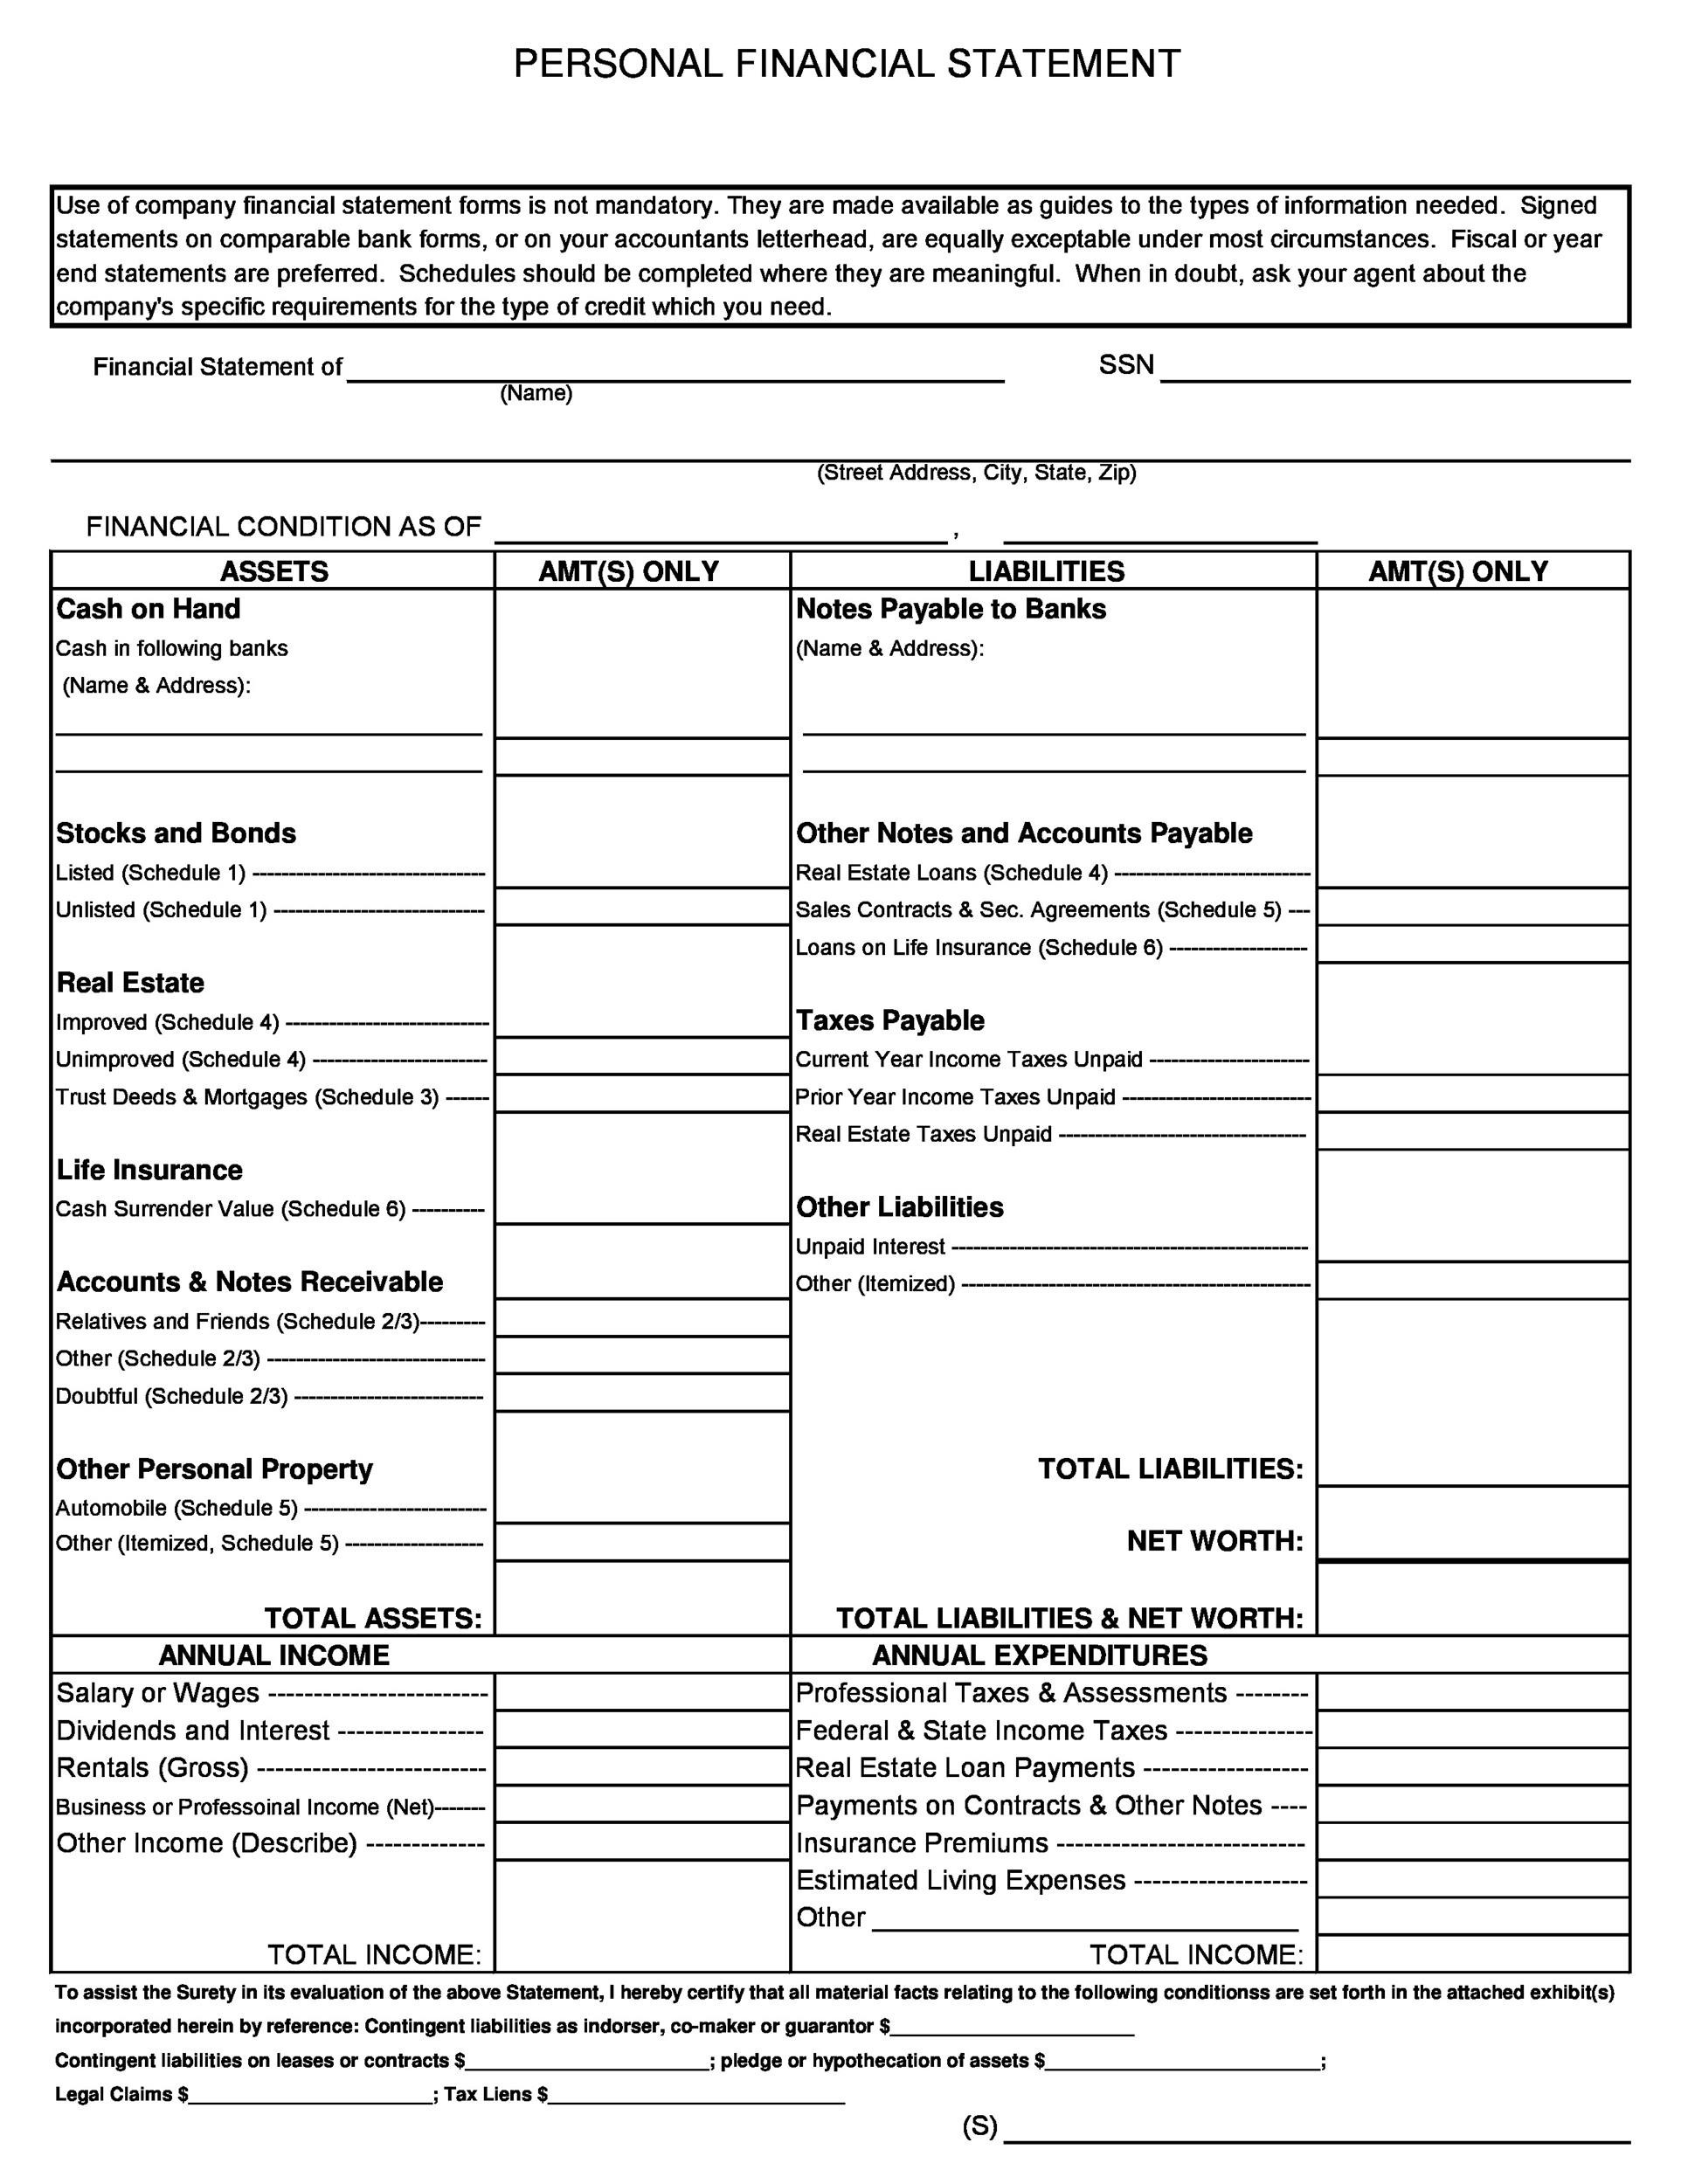 PERSONAL FINANCIAL STATEMENT
Use of company financial statement forms is not mandatory. They are made available as guides to the types of information needed. Signed
statements on comparable bank forms, or on your accountants letterhead, are equally exceptable under most circumstances. Fiscal or year
end statements are preferred. Schedules should be completed where they are meaningful. When in doubt, ask your agent about the
company's specific requirements for the type of credit which you need.
Financial Statement of ____ SSN ____
(Name)
(Street Address, City, State, Zip)
FINANCIAL CONDITION AS OF ____ , ____
ASSETS AMT(S) ONLY LIABILITIES AMT(S) ONLY
Cash on Hand Notes Payable to Banks
Cash in following banks (Name & Address):
(Name & Address):
Stocks and Bonds Other Notes and Accounts Payable
Listed (Schedule 1) -------------------------------- Real Estate Loans (Schedule 4) ---------------------------
Unlisted (Schedule 1) ----------------------------- Sales Contracts & Sec. Agreements (Schedule 5) ---
Loans on Life Insurance (Schedule 6) -------------------
Real Estate
Improved (Schedule 4) ---------------------------- Taxes Payable
Unimproved (Schedule 4) ------------------------ Current Year Income Taxes Unpaid ----------------------
Trust Deeds & Mortgages (Schedule 3) ------ Prior Year Income Taxes Unpaid --------------------------
Real Estate Taxes Unpaid ----------------------------------
Life Insurance
Cash Surrender Value (Schedule 6) ---------- Other Liabilities
Unpaid Interest -------------------------------------------------
Accounts & Notes Receivable Other (Itemized) ------------------------------------------------
Relatives and Friends (Schedule 2/3)---------
Other (Schedule 2/3) ------------------------------
Doubtful (Schedule 2/3) --------------------------
Other Personal Property TOTAL LIABILITIES:
Automobile (Schedule 5) -------------------------
Other (Itemized, Schedule 5) ------------------- NET WORTH:
TOTAL ASSETS: TOTAL LIABILITIES & NET WORTH:
ANNUAL INCOME ANNUAL EXPENDITURES
Salary or Wages ------------------------ Professional Taxes & Assessments --------
Dividends and Interest ---------------- Federal & State Income Taxes ---------------
Rentals (Gross) ------------------------- Real Estate Loan Payments ------------------
Business or Professoinal Income (Net)------- Payments on Contracts & Other Notes ----
Other Income (Describe) ------------- Insurance Premiums ---------------------------
Estimated Living Expenses -------------------
Other ____
TOTAL INCOME: TOTAL INCOME:
To assist the Surety in its evaluation of the above Statement, I hereby certify that all material facts relating to the following conditionss are set forth in the attached exhibit(s)
incorporated herein by reference: Contingent liabilities as indorser, co-maker or guarantor $____
Contingent liabilities on leases or contracts $____; pledge or hypothecation of assets $____;
Legal Claims $____; Tax Liens $____
(S) ____